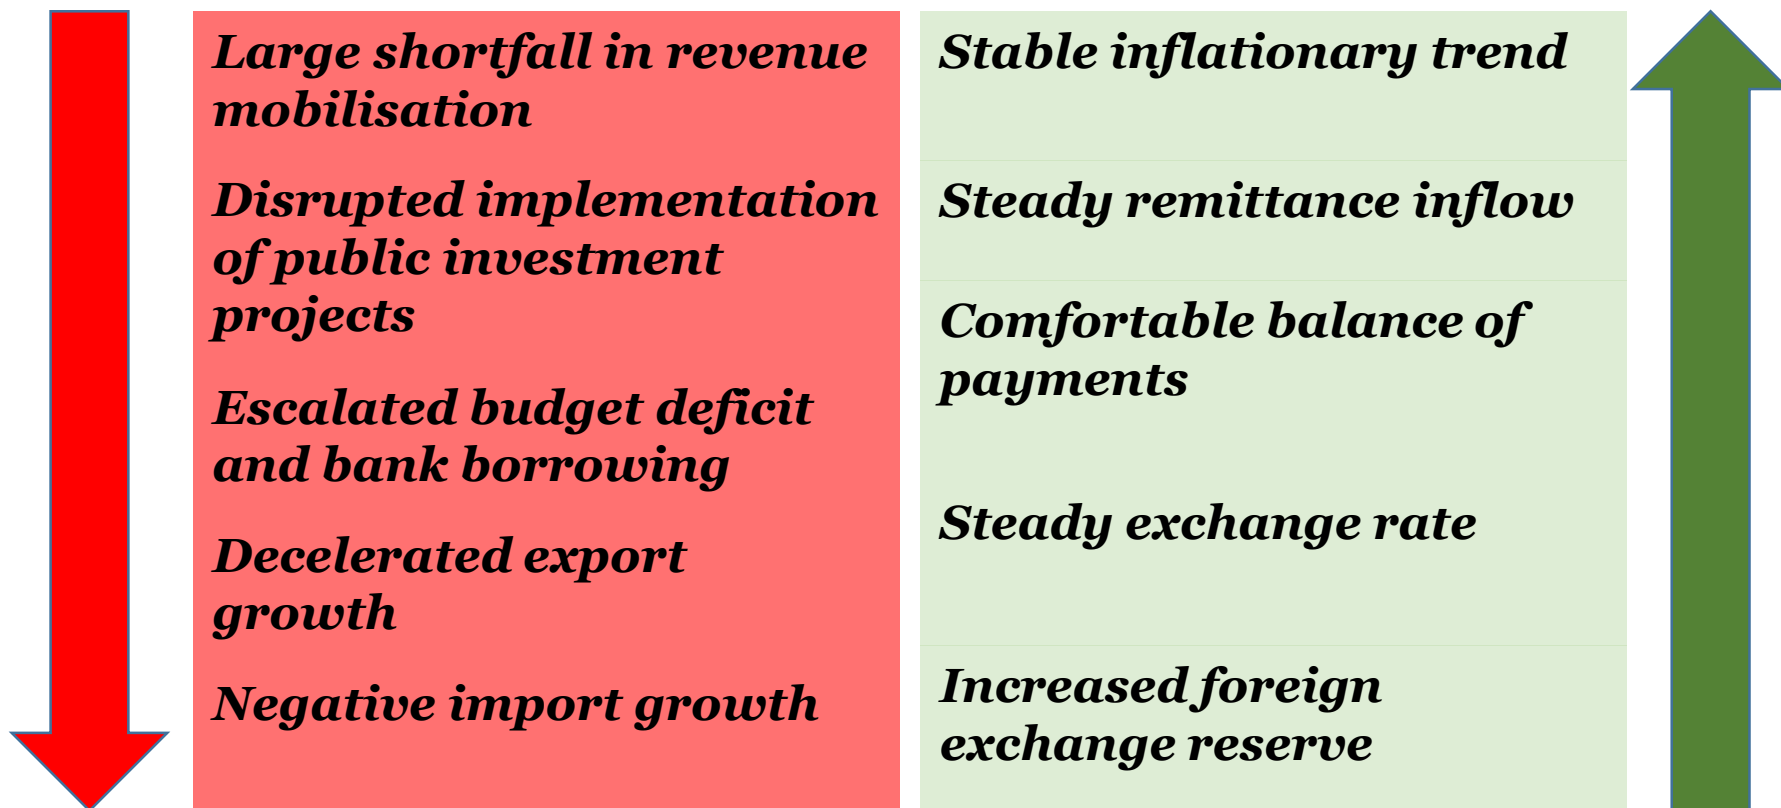 Large shortfall in revenue
mobilisation
Disrupted implementation
of public investment
projects
Escalated budget deficit
and bank borrowing
Decelerated export
growth
Negative import growth
Stable inflationary trend
Steady remittance inflow
Comfortable balance of
payments
Steady exchange rate
Increased foreign
exchange reserve